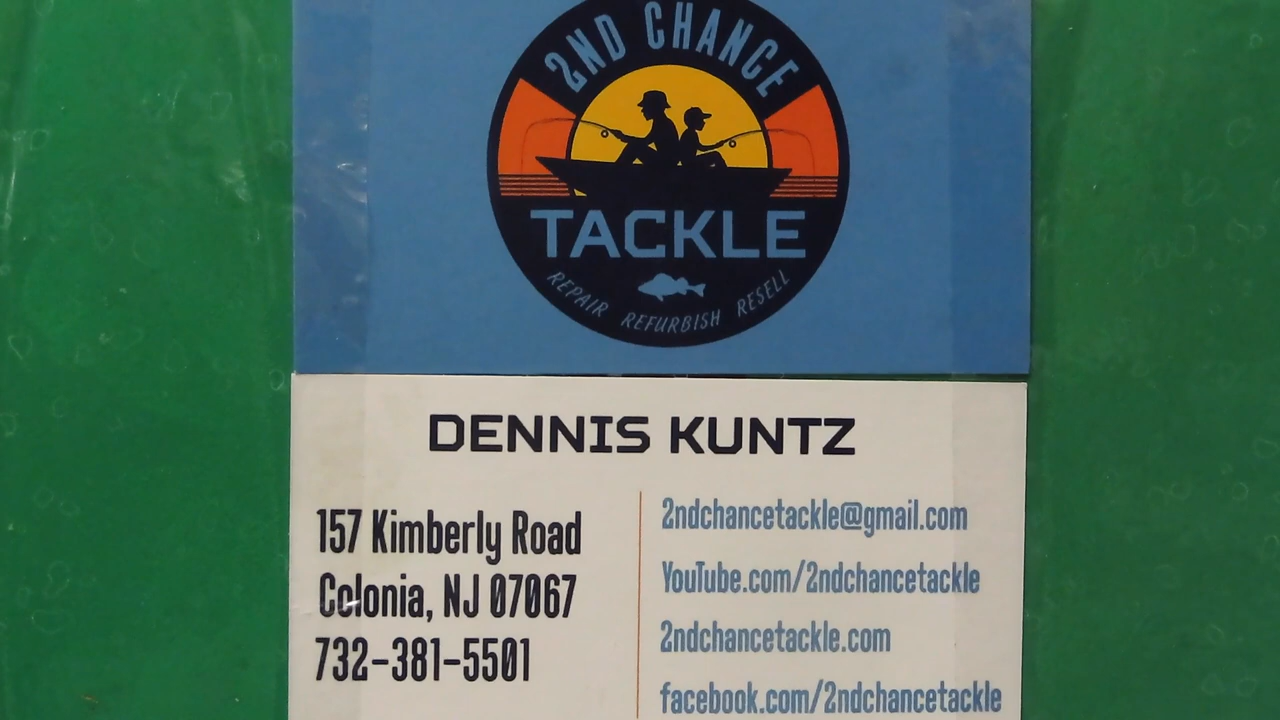 2ND CHANCE
TACKLE
REPAIR REFURBISH RESELL
DENNIS KUNTZ
157 Kimberly Road
Colonia, NJ 07067
732-381-5501
2ndchancetackle@gmail.com
YouTube.com/2ndchancetackle
2ndchancetackle.com
facebook.com/2ndchancetackle